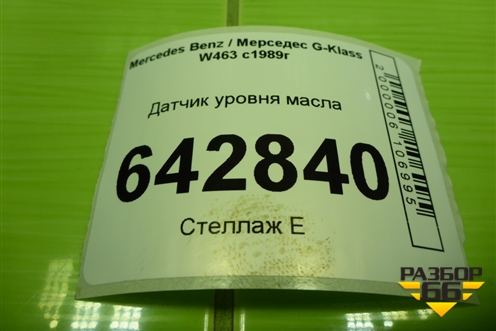 Mercedes Benz / Мерседес G-Klass
W463 с1989г
Датчик уровня масла
642840
Стеллаж Е
2000006106995
РАЗБОР
66